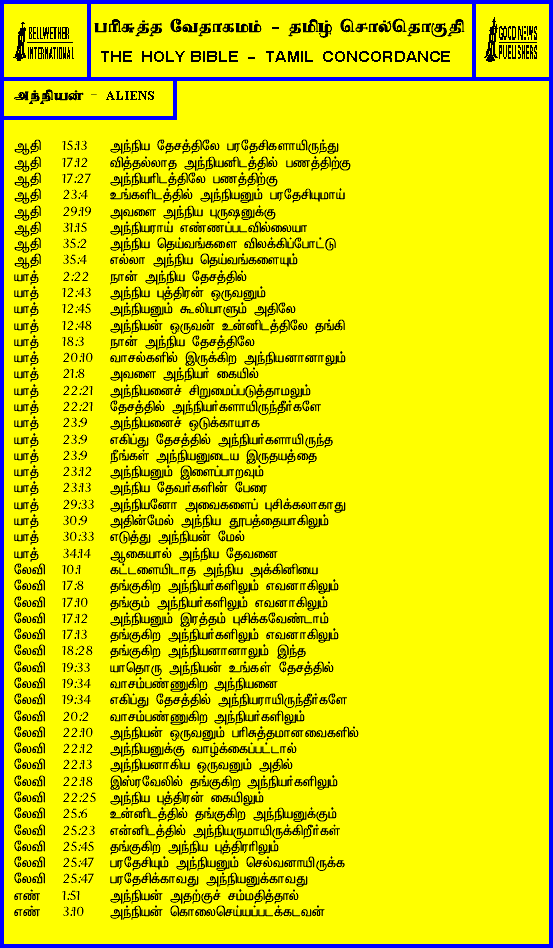 BELLWETHER
INTERNATIONAL
பரிசுத்த வேதாகமம் - தமிழ் சொல்தொகுதி
THE HOLY BIBLE - TAMIL CONCORDANCE
GOOD NEWS
PUBLISHERS
அந்நியன் - ALIENS
ஆதி 15:13 அந்நிய தேசத்திலே பரதேசிகளாயிருந்து
ஆதி 17:12 வித்தல்லாத அந்நியனிடத்தில் பணத்திற்கு
ஆதி 17:27 அந்நியரிடத்திலே பணத்திற்கு
ஆதி 23:4 உங்களிடத்தில் அந்நியனும் பரதேசியுமாய்
ஆதி 29:19 அவளை அந்நிய புருஷனுக்கு
ஆதி 31:15 அந்நியராய் எண்ணப்படவில்லையா
ஆதி 35:2 அந்நிய தெய்வங்களை விலக்கிப்போட்டு
ஆதி 35:4 எல்லா அந்நிய தெய்வங்களையும்
யாத் 2:22 நான் அந்நிய தேசத்தில்
யாத் 12:43 அந்நிய புத்திரன் ஒருவனும்
யாத் 12:45 அந்நியனும் கூலியாளும் அதிலே
யாத் 12:48 அந்நியன் ஒருவன் உன்னிடத்திலே தங்கி
யாத் 18:3 நான் அந்நிய தேசத்திலே
யாத் 20:10 வாசல்களில் இருக்கிற அந்நியனானாலும்
யாத் 21:8 அவளை அந்நியர் கையில்
யாத் 22:21 அந்நியனைச் சிறுமைப்படுத்தாமலும்
யாத் 22:21 தேசத்தில் அந்நியர்களாயிருந்தீர்களே
யாத் 23:9 அந்நியனைச் ஒடுக்காயாக
யாத் 23:9 எகிப்து தேசத்தில் அந்நியர்களாயிருந்த
யாத் 23:9 நீங்கள் அந்நியனுடைய இருதயத்தை
யாத் 23:12 அந்நியனும் இளைப்பாறவும்
யாத் 23:13 அந்நிய தேவர்களின் பேரை
யாத் 29:33 அந்நியனோ அவைகளைப் புசிக்கலாகாது
யாத் 30:9 அதின்மேல் அந்நிய தூபத்தையாகிலும்
யாத் 30:33 எடுத்து அந்நியன் மேல்
யாத் 34:14 ஆகையால் அந்நிய தேவனை
லேவி 10:1 கட்டளையிடாத அந்நிய அக்கினியை
லேவி 17:8 தங்குகிற அந்நியர்களிலும் எவனாகிலும்
லேவி 17:10 தங்கும் அந்நியர்களிலும் எவனாகிலும்
லேவி 17:12 அந்நியனும் இரத்தம் புசிக்கவேண்டாம்
லேவி 17:13 தங்குகிற அந்நியர்களிலும் எவனாகிலும்
லேவி 18:28 தங்குகிற அந்நியனானாலும் இந்த
லேவி 19:33 யாதொரு அந்நியன் உங்கள் தேசத்தில்
லேவி 19:34 வாசம்பண்ணுகிற அந்நியனை
லேவி 19:34 எகிப்து தேசத்தில் அந்நியராயிருந்தீர்களே
லேவி 20:2 வாசம்பண்ணுகிற அந்நியர்களிலும்
லேவி 22:10 அந்நியன் ஒருவனும் பரிசுத்தமானவைகளில்
லேவி 22:12 அந்நியனுக்கு வாழ்க்கைப்பட்டால்
லேவி 22:13 அந்நியனாகிய ஒருவனும் அதில்
லேவி 22:18 இஸ்ரவேலில் தங்குகிற அந்நியர்களிலும்
லேவி 22:25 அந்நிய புத்திரன் கையிலும்
லேவி 25:6 உன்னிடத்தில் தங்குகிற அந்நியனுக்கும்
லேவி 25:23 என்னிடத்தில் அந்நியருமாயிருக்கிறீர்கள்
லேவி 25:45 தங்குகிற அந்நிய புத்திரரிலும்
லேவி 25:47 பரதேசியும் அந்நியனும் செல்வனாயிருக்க
லேவி 25:47 பரதேசிக்காவது அந்நியனுக்காவது
எண் 1:51 அந்நியன் அதற்குச் சம்மதித்தால்
எண் 3:10 அந்நியன் கொலைசெய்யப்படக்கடவன்